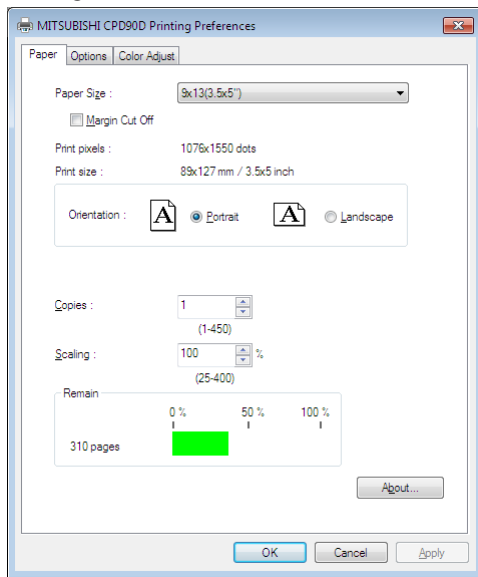 MITSUBISHI CPD90D Printing Preferences
Paper Options Color Adjust
Paper Size : 9x13(3.5x5")
Margin Cut Off
Print pixels : 1076x1550 dots
Print size : 89x127 mm / 3.5x5 inch
Orientation : A Portrait A Landscape
Copies : 1
(1-450)
Scaling : 100 %
(25-400)
Remain
0 % 50 % 100 %
310 pages
About...
OK Cancel Apply